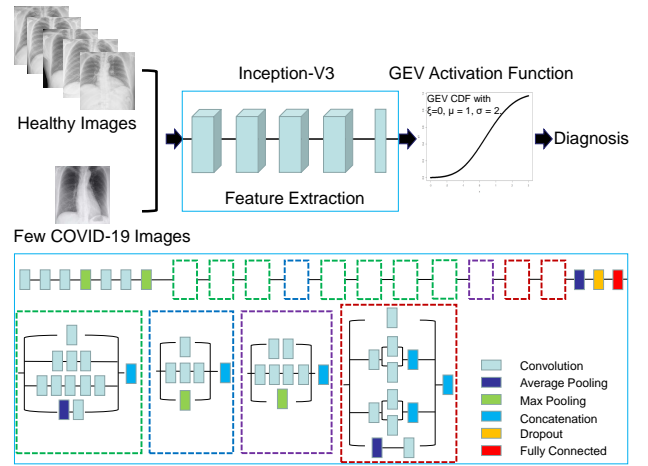 Inception-V3
GEV Activation Function
GEV CDF with
ξ=0, μ = 1, σ = 2
Healthy Images
Diagnosis
Feature Extraction
Few COVID-19 Images
Convolution
Average Pooling
Max Pooling
Concatenation
Dropout
Fully Connected